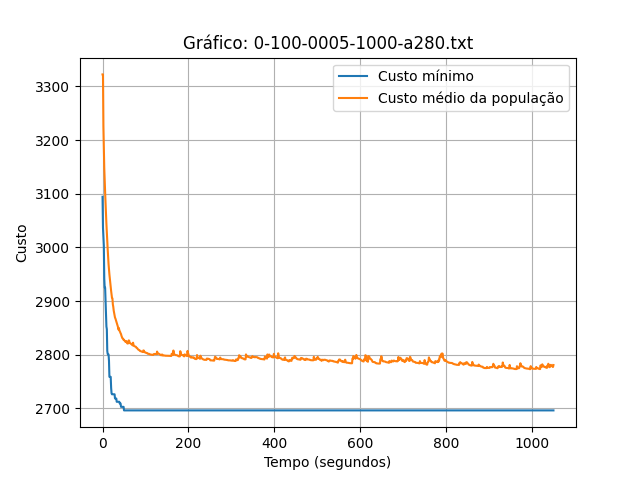 Gráfico: 0-100-0005-1000-a280.txt
Custo mínimo
Custo médio da população
3300
3200
3100
3000
2900
2800
2700
Custo
0
200
400
600
800
1000
Tempo (segundos)